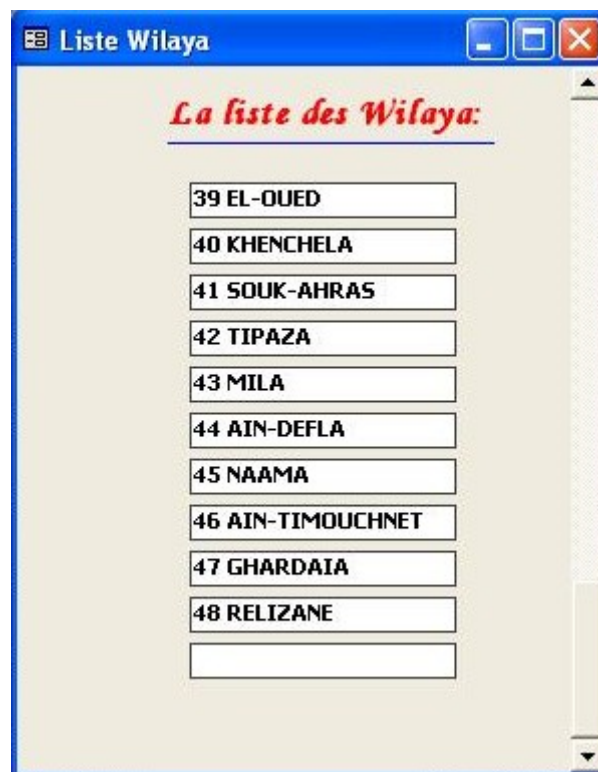 Liste Wilaya
La liste des Wilaya:
39 EL-OUED
40 KHENCHELA
41 SOUK-AHRAS
42 TIPAZA
43 MILA
44 AIN-DEFLA
45 NAAMA
46 AIN-TIMOUCHNET
47 GHARDAIA
48 RELIZANE